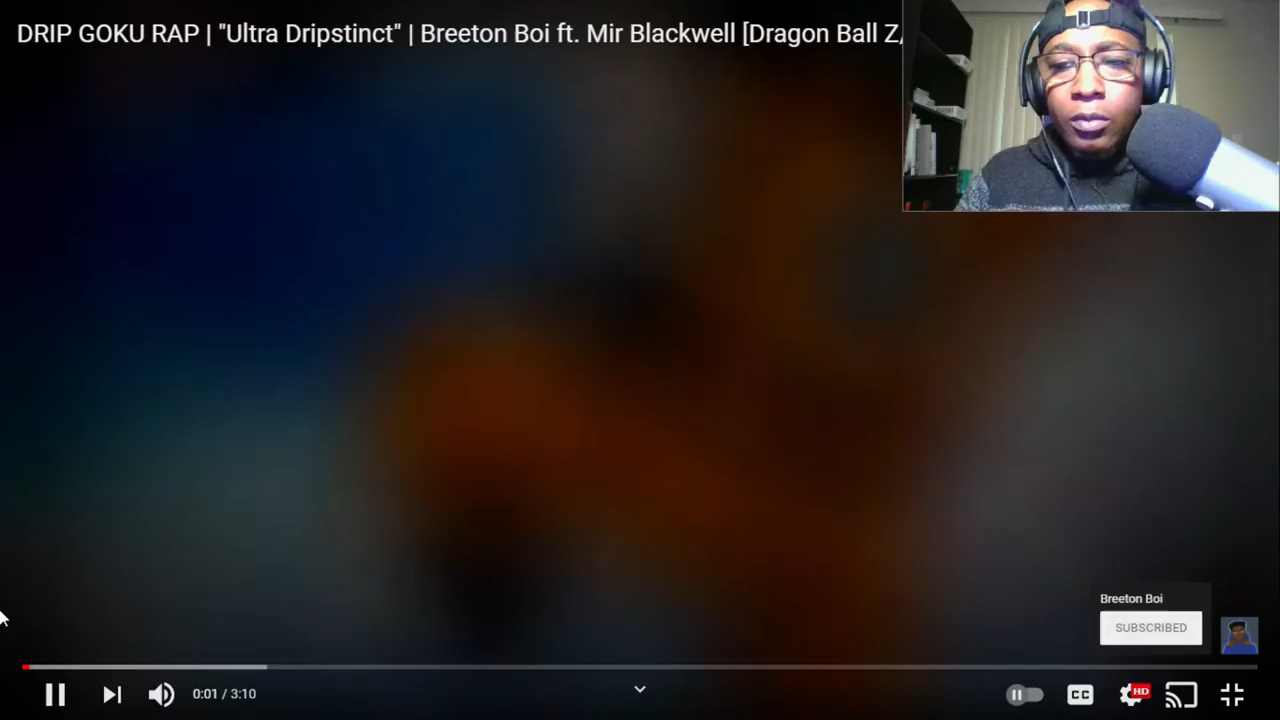 DRIP GOKU RAP | "Ultra Dripstinct" | Breeton Boi ft. Mir Blackwell [Dragon Ball Z/
Breeton Boi
SUBSCRIBED
0:01 / 3:10
CC
HD